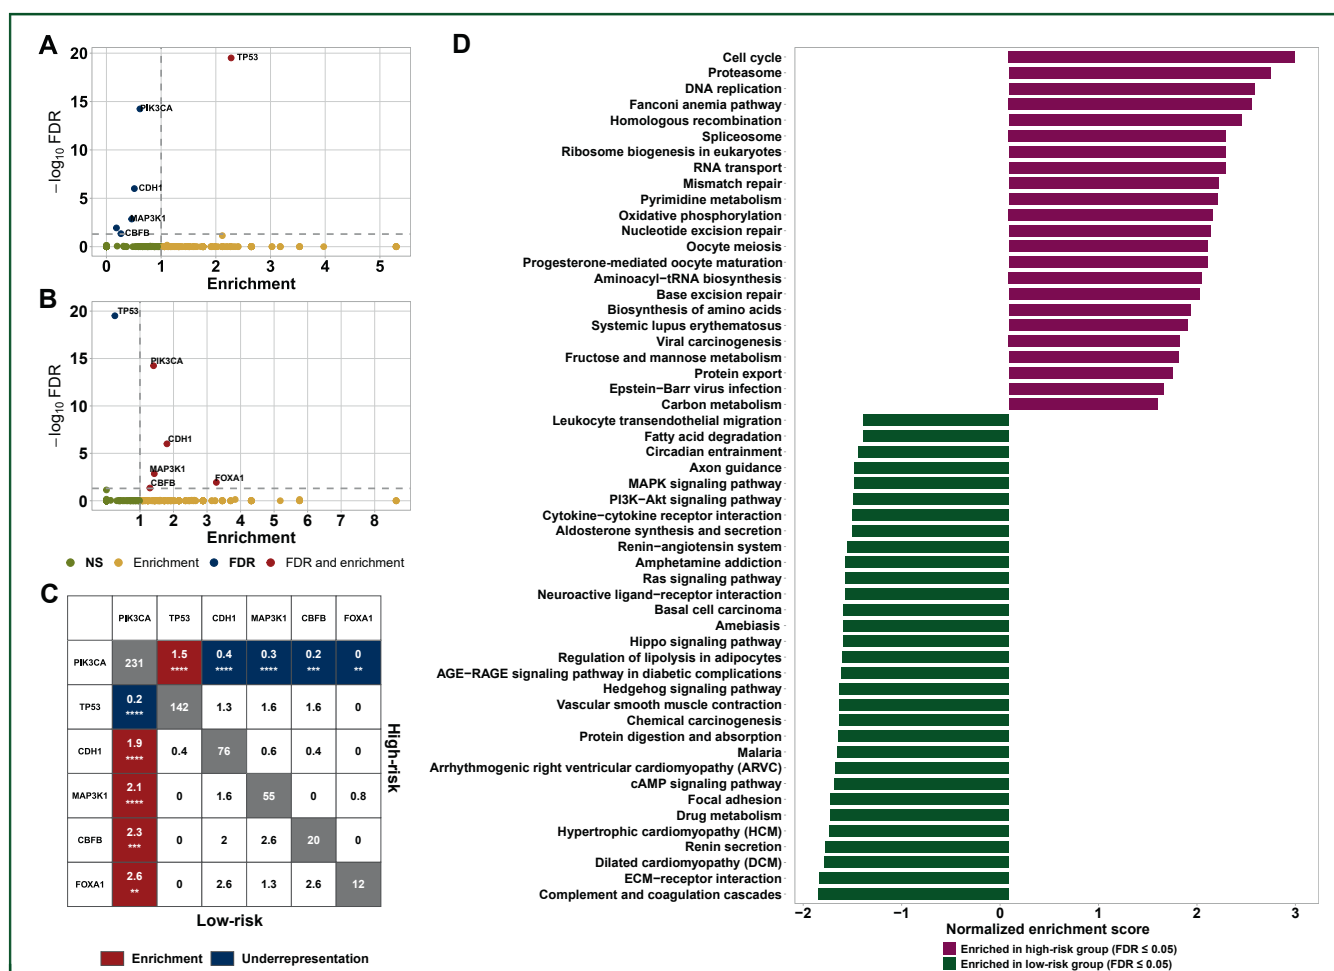 A
20
15
10
5
0
−log10 FDR
TP53
PIK3CA
CDH1
MAP3K1
CBFB
0 1 2 3 4 5
Enrichment
B
20
15
10
5
0
−log10 FDR
TP53
PIK3CA
CDH1
MAP3K1
FOXA1
CBFB
1 2 3 4 5 6 7 8
Enrichment
NS Enrichment FDR FDR and enrichment
C
PIK3CA TP53 CDH1 MAP3K1 CBFB FOXA1
PIK3CA 231 1.5 **** 0.4 **** 0.3 **** 0.2 *** 0 **
TP53 0.2 **** 142 1.3 1.6 1.6 0
CDH1 1.9 **** 0.4 76 0.6 0.4 0
MAP3K1 2.1 **** 0 1.6 55 0 0.8
CBFB 2.3 *** 0 2 2.6 20 0
FOXA1 2.6 ** 0 2.6 1.3 2.6 12
High-risk
Low-risk
Enrichment Underrepresentation
D
Cell cycle
Proteasome
DNA replication
Fanconi anemia pathway
Homologous recombination
Spliceosome
Ribosome biogenesis in eukaryotes
RNA transport
Mismatch repair
Pyrimidine metabolism
Oxidative phosphorylation
Nucleotide excision repair
Oocyte meiosis
Progesterone−mediated oocyte maturation
Aminoacyl−tRNA biosynthesis
Base excision repair
Biosynthesis of amino acids
Systemic lupus erythematosus
Viral carcinogenesis
Fructose and mannose metabolism
Protein export
Epstein−Barr virus infection
Carbon metabolism
Leukocyte transendothelial migration
Fatty acid degradation
Circadian entrainment
Axon guidance
MAPK signaling pathway
PI3K−Akt signaling pathway
Cytokine−cytokine receptor interaction
Aldosterone synthesis and secretion
Renin−angiotensin system
Amphetamine addiction
Ras signaling pathway
Neuroactive ligand−receptor interaction
Basal cell carcinoma
Amebiasis
Hippo signaling pathway
Regulation of lipolysis in adipocytes
AGE−RAGE signaling pathway in diabetic complications
Hedgehog signaling pathway
Vascular smooth muscle contraction
Chemical carcinogenesis
Protein digestion and absorption
Malaria
Arrhythmogenic right ventricular cardiomyopathy (ARVC)
cAMP signaling pathway
Focal adhesion
Drug metabolism
Hypertrophic cardiomyopathy (HCM)
Renin secretion
Dilated cardiomyopathy (DCM)
ECM−receptor interaction
Complement and coagulation cascades
−2 −1 0 1 2 3
Normalized enrichment score
Enriched in high-risk group (FDR ≤ 0.05)
Enriched in low-risk group (FDR ≤ 0.05)